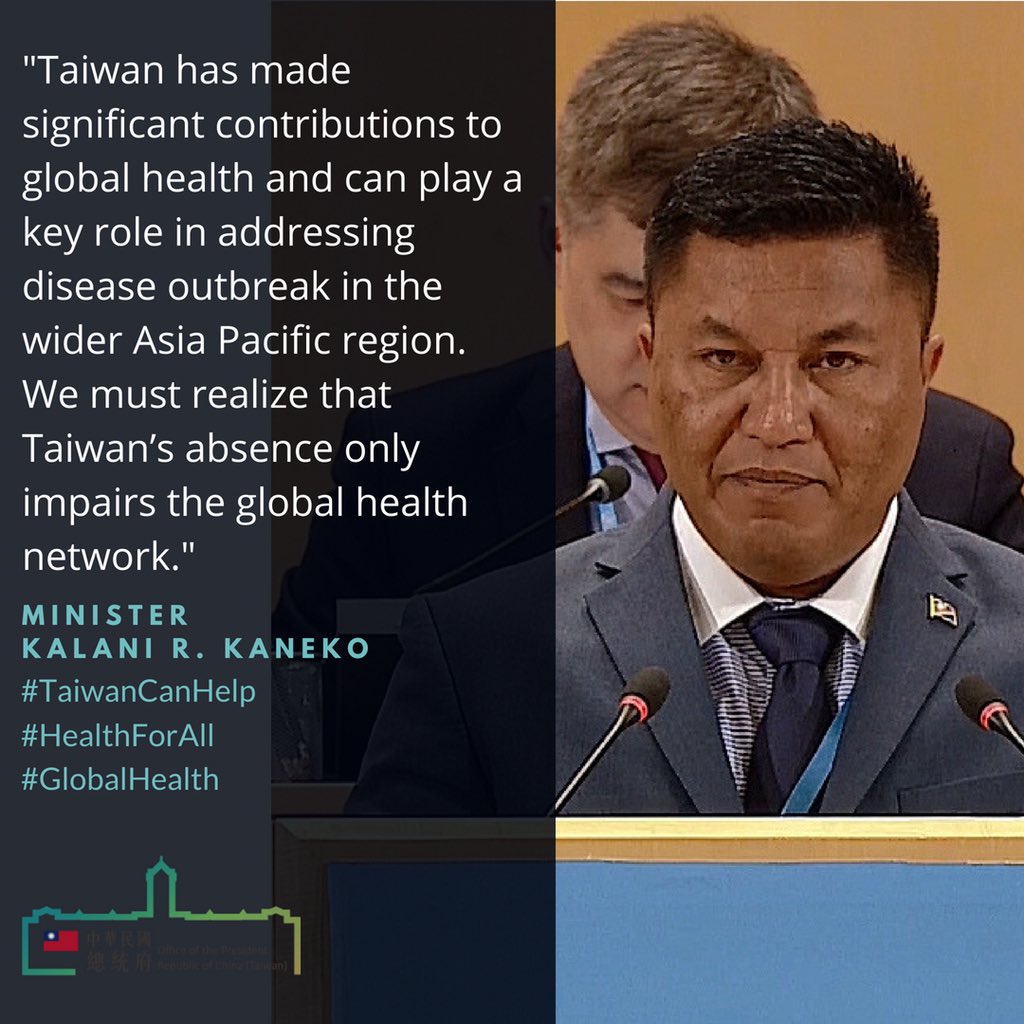 "Taiwan has made
significant contributions to
global health and can play a
key role in addressing
disease outbreak in the
wider Asia Pacific region.
We must realize that
Taiwan’s absence only
impairs the global health
network."
MINISTER
KALANI R. KANEKO
#TaiwanCanHelp
#HealthForAll
#GlobalHealth
中華民國
總統府
Office of the President
Republic of China (Taiwan)